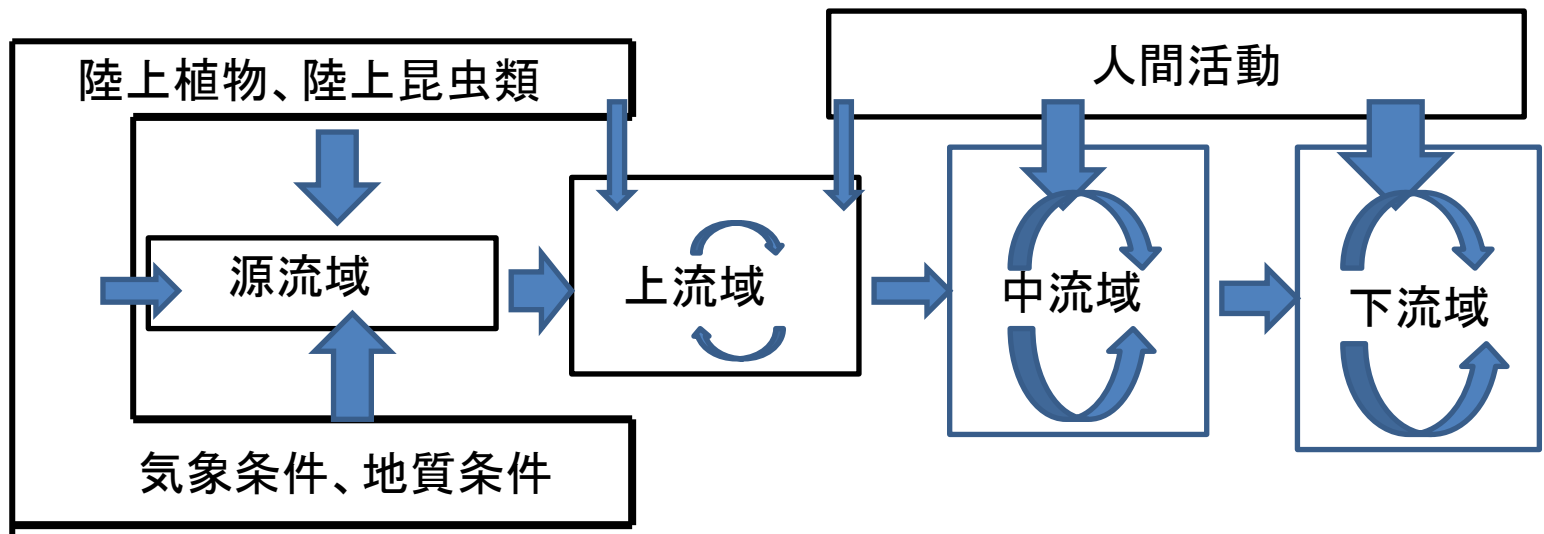 陸上植物、陸上昆虫類
人間活動
源流域
上流域
中流域
下流域
気象条件、地質条件